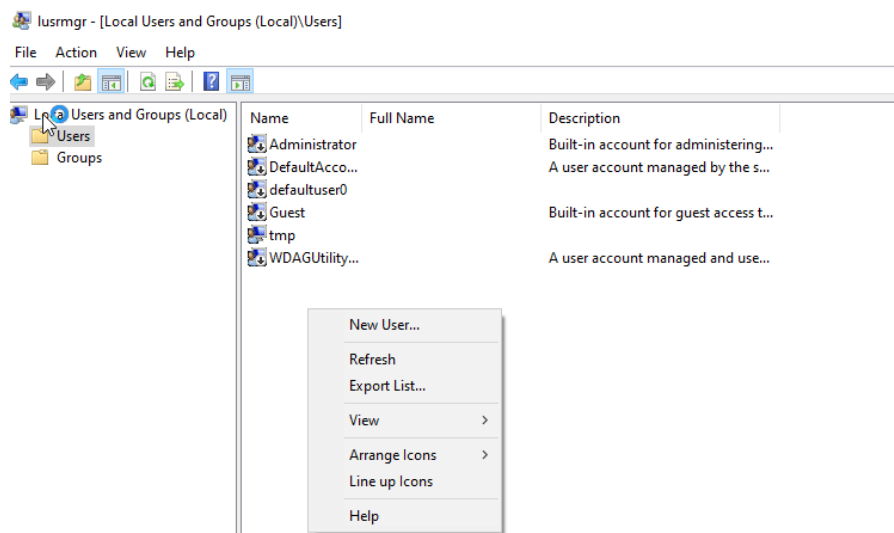 lusrmgr - [Local Users and Groups (Local)\Users]
File Action View Help
Local Users and Groups (Local)
Users
Groups
Name Full Name Description
Administrator Built-in account for administering...
DefaultAcco... A user account managed by the s...
defaultuser0
Guest Built-in account for guest access t...
tmp
WDAGUtility... A user account managed and use...
New User...
Refresh
Export List...
View
Arrange Icons
Line up Icons
Help